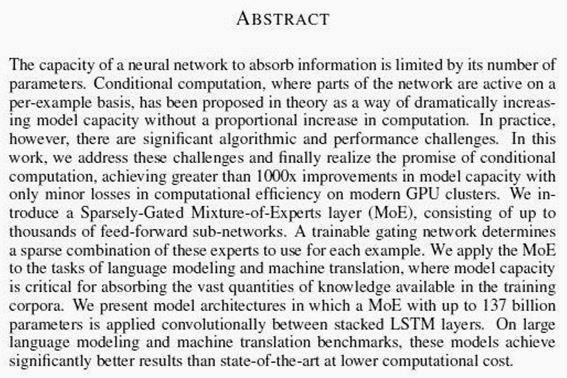 ABSTRACT
The capacity of a neural network to absorb information is limited by its number of
parameters. Conditional computation, where parts of the network are active on a
per-example basis, has been proposed in theory as a way of dramatically increas-
ing model capacity without a proportional increase in computation. In practice,
however, there are significant algorithmic and performance challenges. In this
work, we address these challenges and finally realize the promise of conditional
computation, achieving greater than 1000x improvements in model capacity with
only minor losses in computational efficiency on modern GPU clusters. We in-
troduce a Sparsely-Gated Mixture-of-Experts layer (MoE), consisting of up to
thousands of feed-forward sub-networks. A trainable gating network determines
a sparse combination of these experts to use for each example. We apply the MoE
to the tasks of language modeling and machine translation, where model capacity
is critical for absorbing the vast quantities of knowledge available in the training
corpora. We present model architectures in which a MoE with up to 137 billion
parameters is applied convolutionally between stacked LSTM layers. On large
language modeling and machine translation benchmarks, these models achieve
significantly better results than state-of-the-art at lower computational cost.